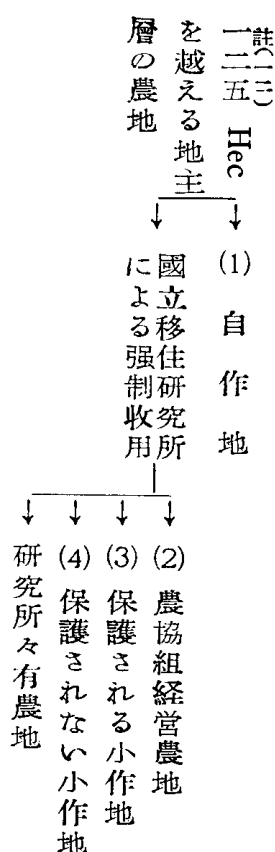 註(一三)
一二五 Hec
を越える地主
層の農地
(1) 自作地
國立移住研究所
による强制收用
(2) 農協組経営農地
(3) 保護される小作地
(4) 保護されない小作地
研究所々有農地